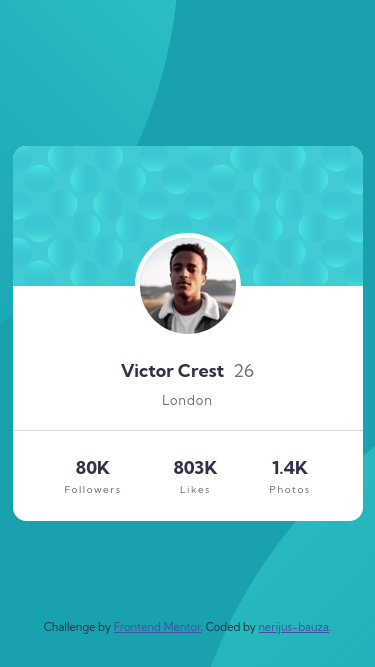 Victor Crest 26
London
80K 803K 1.4K
Followers Likes Photos
Challenge by Frontend Mentor. Coded by nerijus-bauza.